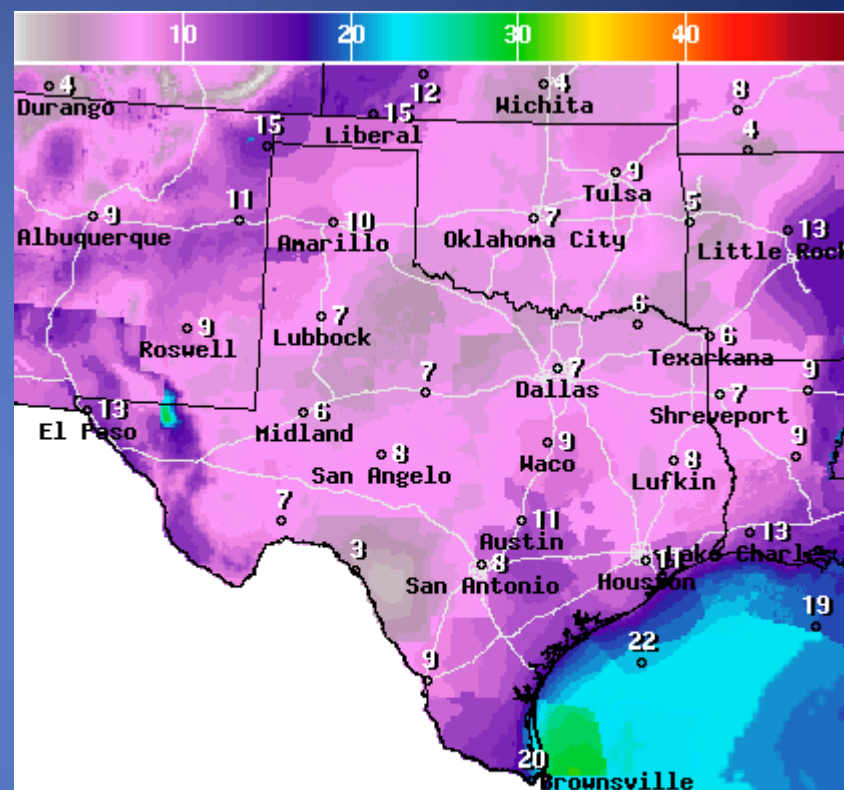 10 20 30 40
4
Durango
12
4
Wichita
8
15
Liberal
15
4
9
Tulsa
9
Albuquerque
11
10
Amarillo
7
Oklahoma City
5
13
Little Rock
9
Roswell
7
Lubbock
6
6
Texarkana
7
Dallas
7
9
7
Shreveport
13
El Paso
6
Midland
8
San Angelo
9
Waco
8
Lufkin
9
7
11
Austin
13
Lake Charles
3
8
San Antonio
11
Houston
19
22
9
20
Brownsville